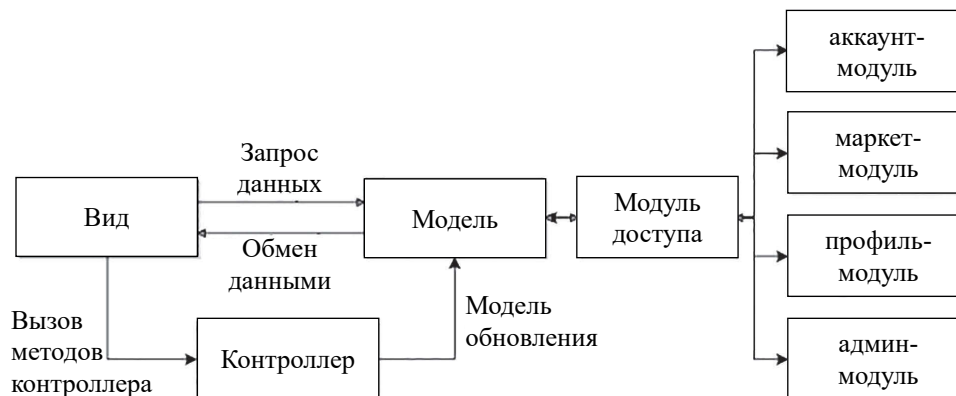 аккаунт-
модуль
Запрос
данных
маркет-
модуль
Вид
Модель
Модуль
доступа
Обмен
данными
профиль-
модуль
Вызов
методов
контроллера
Контроллер
Модель
обновления
админ-
модуль